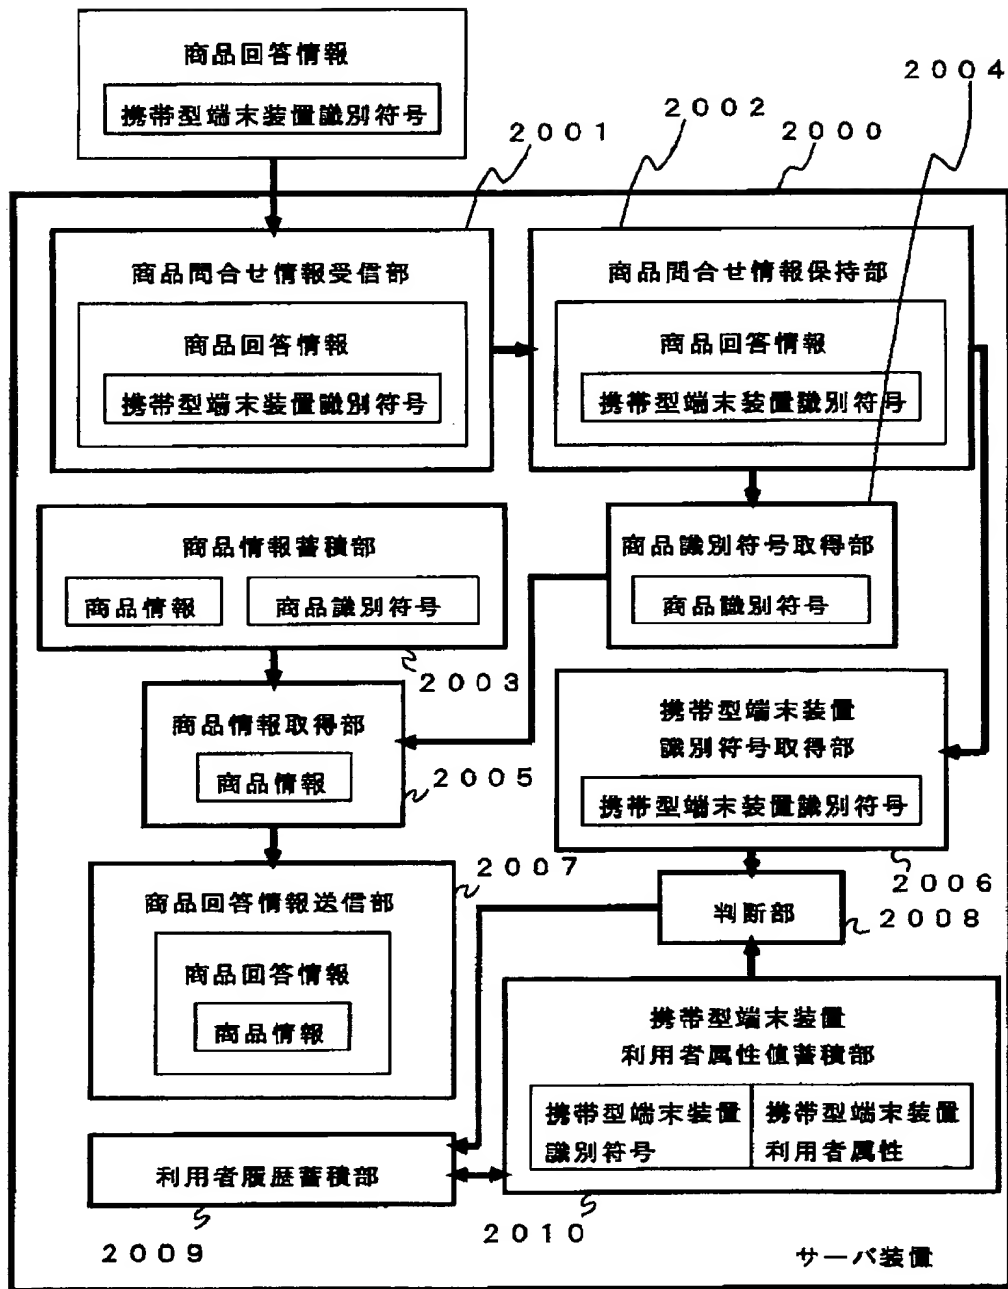 商品回答情報
携帯型端末装置識別符号
2004
2001
2002
2000
商品問合せ情報受信部
商品回答情報
携帯型端末装置識別符号
商品問合せ情報保持部
商品回答情報
携帯型端末装置識別符号
商品情報蓄積部
商品情報
商品識別符号
2003
商品識別符号取得部
商品識別符号
商品情報取得部
商品情報
2005
携帯型端末装置
識別符号取得部
携帯型端末装置識別符号
2006
商品回答情報送信部
商品回答情報
商品情報
2007
判断部
2008
携帯型端末装置
利用者属性値蓄積部
携帯型端末装置
識別符号
携帯型端末装置
利用者属性
2010
利用者履歴蓄積部
2009
サーバ装置